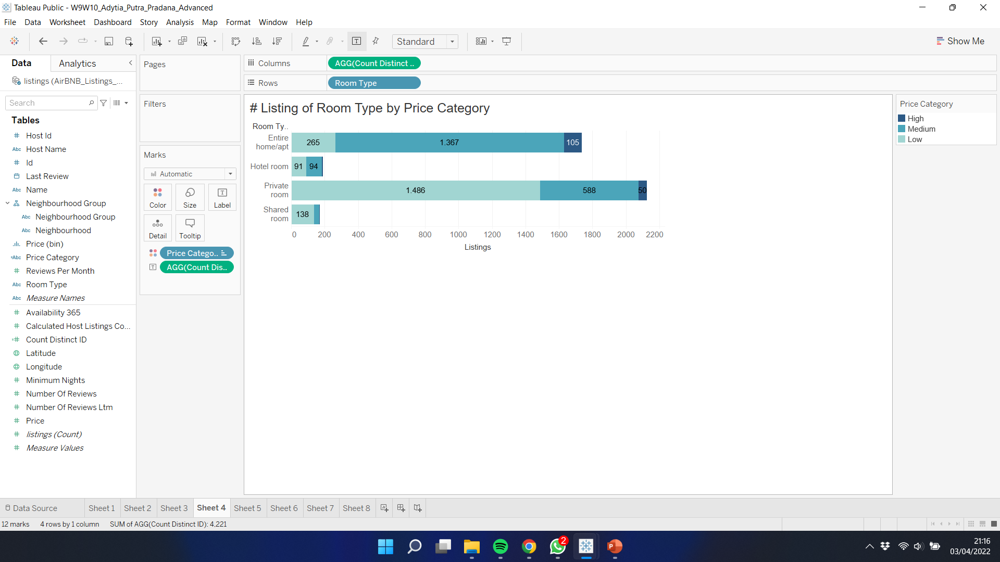 Tableau Public - W9W10_Adytia_Putra_Pradana_Advanced
File Data Worksheet Dashboard Story Analysis Map Format Window Help
Standard
Show Me
Data Analytics
listings (AirBNB_Listings_...
Search
Tables
Host Id
Abc Host Name
Id
Last Review
Abc Name
Neighbourhood Group
Abc Neighbourhood Group
Abc Neighbourhood
Price (bin)
=Abc Price Category
Reviews Per Month
Abc Room Type
Abc Measure Names
Availability 365
Calculated Host Listings Co...
Count Distinct ID
Latitude
Longitude
Minimum Nights
Number Of Reviews
Number Of Reviews Ltm
Price
listings (Count)
Measure Values
Pages
Filters
Marks
Automatic
Color Size Label
Detail Tooltip
Price Catego..
AGG(Count Dis..
Columns AGG(Count Distinct ..
Rows Room Type
# Listing of Room Type by Price Category
Room Ty..
Entire
home/apt
265 1.367 105
Hotel room 91 94
Private
room
1.486 588 50
Shared
room
138
0 200 400 600 800 1000 1200 1400 1600 1800 2000 2200
Listings
Price Category
High
Medium
Low
Data Source Sheet 1 Sheet 2 Sheet 3 Sheet 4 Sheet 5 Sheet 6 Sheet 7 Sheet 8
12 marks 4 rows by 1 column SUM of AGG(Count Distinct ID): 4,221
2
21:16
03/04/2022